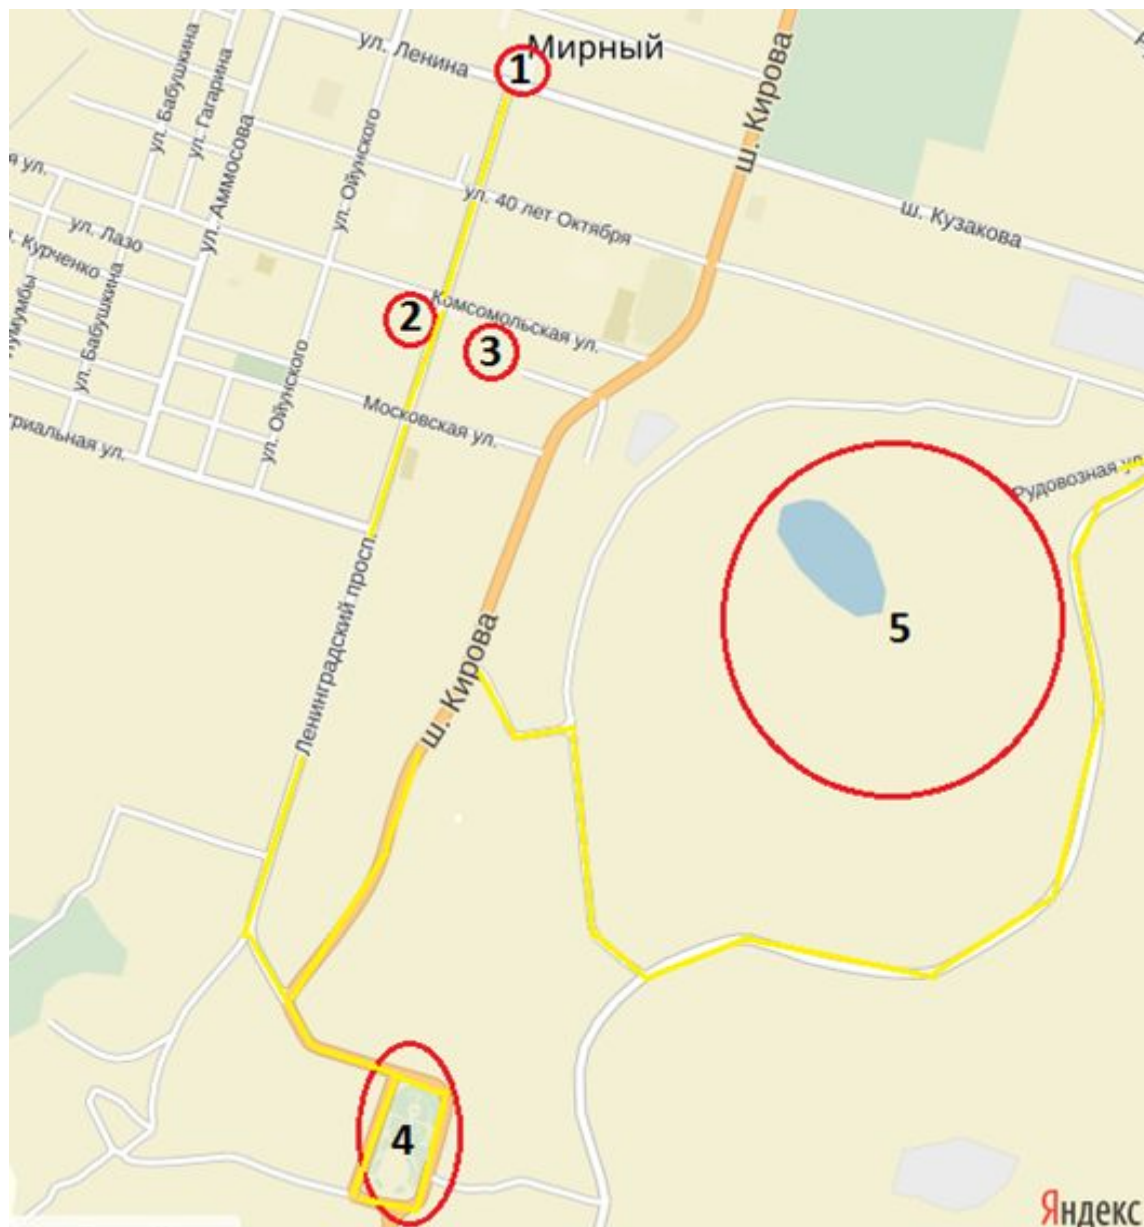 Мирный
ул. Ленина
1
ш. Кирова
ул. Бабушкина
ул. Гагарина
ул. Аммосова
ул. Ойунского
ул. 40 лет Октября
ш. Кузакова
ул.
ул. Лазо
Курченко
ул. Бабушкина
2
Комсомольская ул.
3
ул. Ойунского
Московская ул.
Рудовозная ул.
5
Ленинградский просп.
ш. Кирова
4
Яндекс